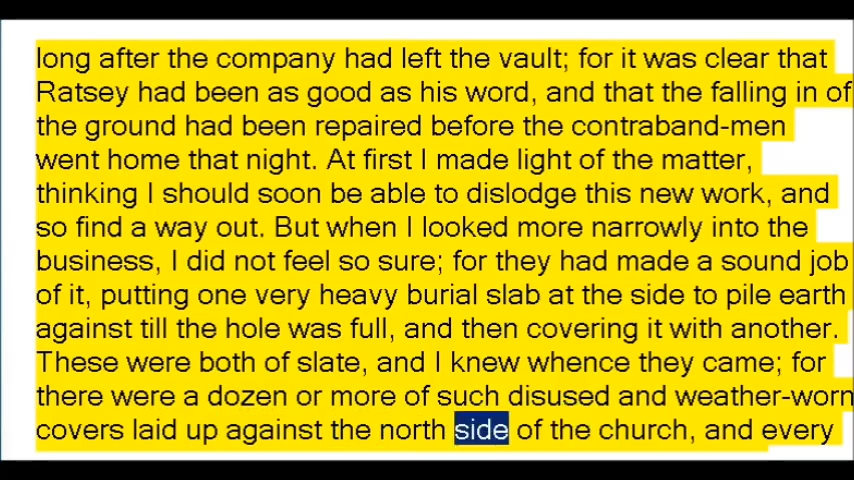 long after the company had left the vault; for it was clear that
Ratsey had been as good as his word, and that the falling in of
the ground had been repaired before the contraband-men
went home that night. At first I made light of the matter,
thinking I should soon be able to dislodge this new work, and
so find a way out. But when I looked more narrowly into the
business, I did not feel so sure; for they had made a sound job
of it, putting one very heavy burial slab at the side to pile earth
against till the hole was full, and then covering it with another.
These were both of slate, and I knew whence they came; for
there were a dozen or more of such disused and weather-worn
covers laid up against the north side of the church, and every